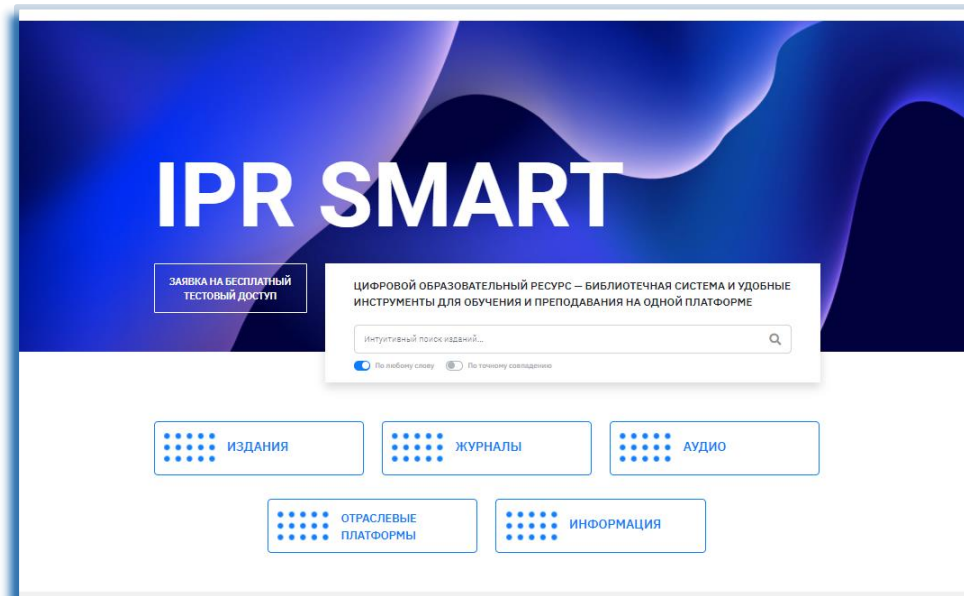 IPR SMART
ЗАЯВКА НА БЕСПЛАТНЫЙ
ТЕСТОВЫЙ ДОСТУП
ЦИФРОВОЙ ОБРАЗОВАТЕЛЬНЫЙ РЕСУРС — БИБЛИОТЕЧНАЯ СИСТЕМА И УДОБНЫЕ
ИНСТРУМЕНТЫ ДЛЯ ОБУЧЕНИЯ И ПРЕПОДАВАНИЯ НА ОДНОЙ ПЛАТФОРМЕ
Интуитивный поиск изданий...
По любому слову По точному совпадению
ИЗДАНИЯ
ЖУРНАЛЫ
АУДИО
ОТРАСЛЕВЫЕ
ПЛАТФОРМЫ
ИНФОРМАЦИЯ